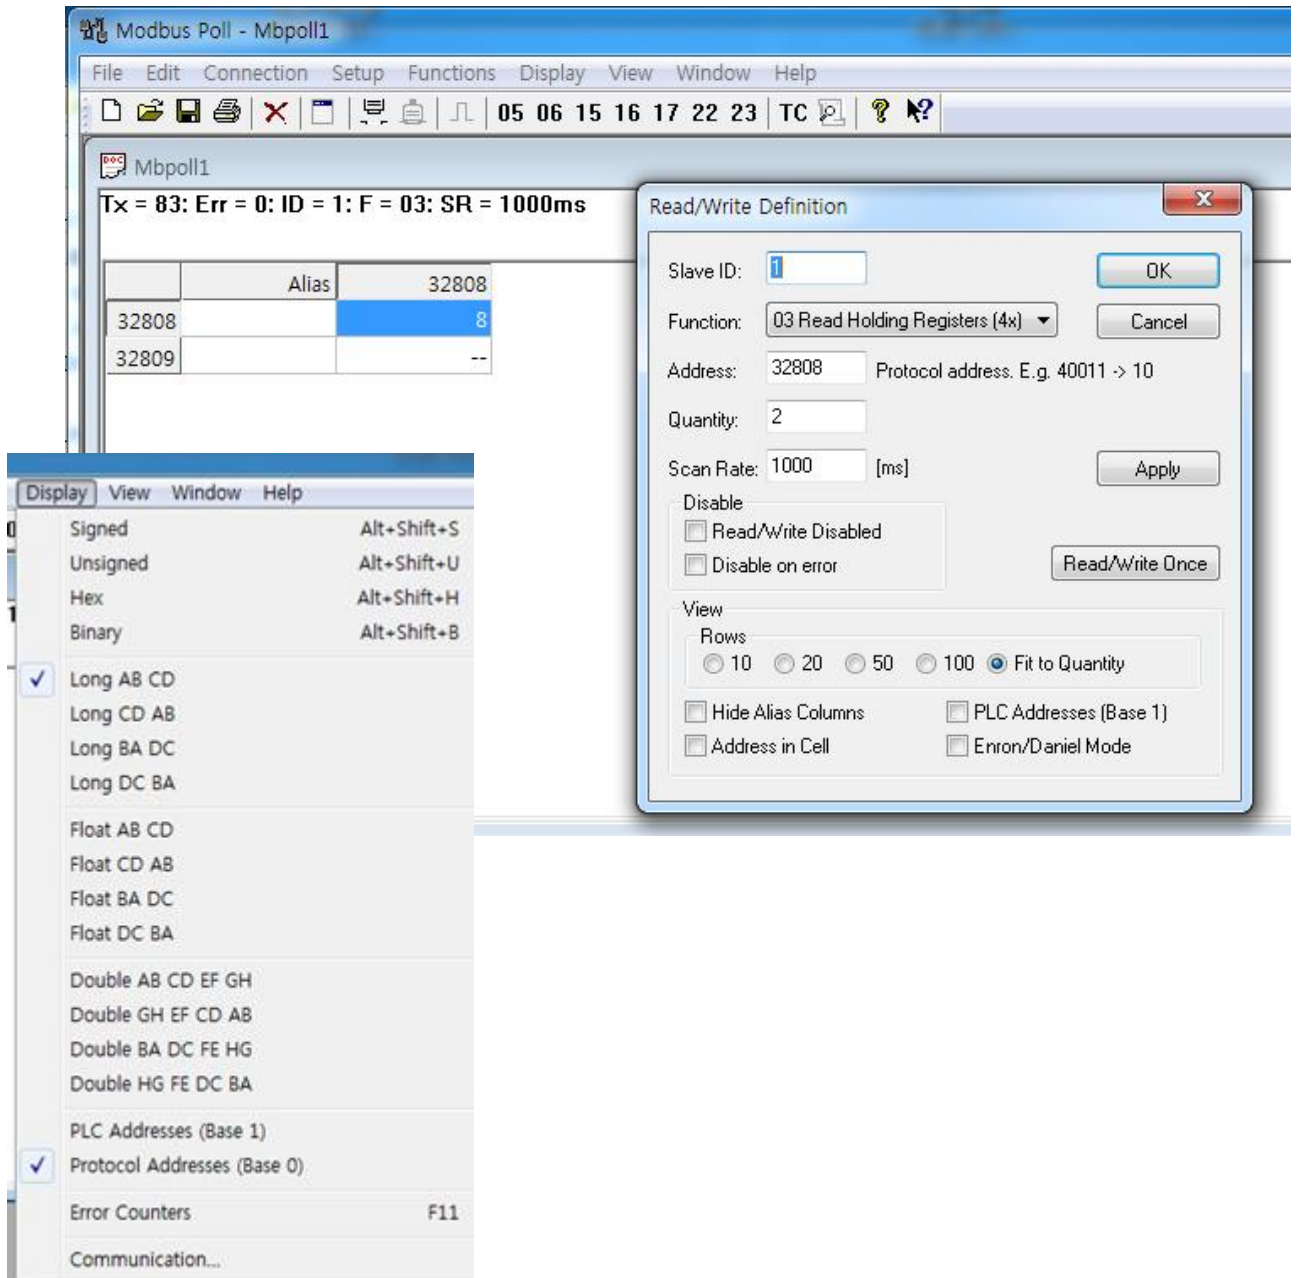 Modbus Poll - Mbpoll1
File Edit Connection Setup Functions Display View Window Help
05 06 15 16 17 22 23 TC
Mbpoll1
Tx = 83: Err = 0: ID = 1: F = 03: SR = 1000ms
Alias 32808
32808 8
32809 --
Read/Write Definition
Slave ID: 1 OK
Function: 03 Read Holding Registers (4x) Cancel
Address: 32808 Protocol address. E.g. 40011 -> 10
Quantity: 2
Scan Rate: 1000 [ms] Apply
Disable
Read/Write Disabled
Disable on error Read/Write Once
View
Rows
10 20 50 100 Fit to Quantity
Hide Alias Columns PLC Addresses (Base 1)
Address in Cell Enron/Daniel Mode
Display View Window Help
Signed Alt+Shift+S
Unsigned Alt+Shift+U
Hex Alt+Shift+H
Binary Alt+Shift+B
Long AB CD
Long CD AB
Long BA DC
Long DC BA
Float AB CD
Float CD AB
Float BA DC
Float DC BA
Double AB CD EF GH
Double GH EF CD AB
Double BA DC FE HG
Double HG FE DC BA
PLC Addresses (Base 1)
Protocol Addresses (Base 0)
Error Counters F11
Communication...